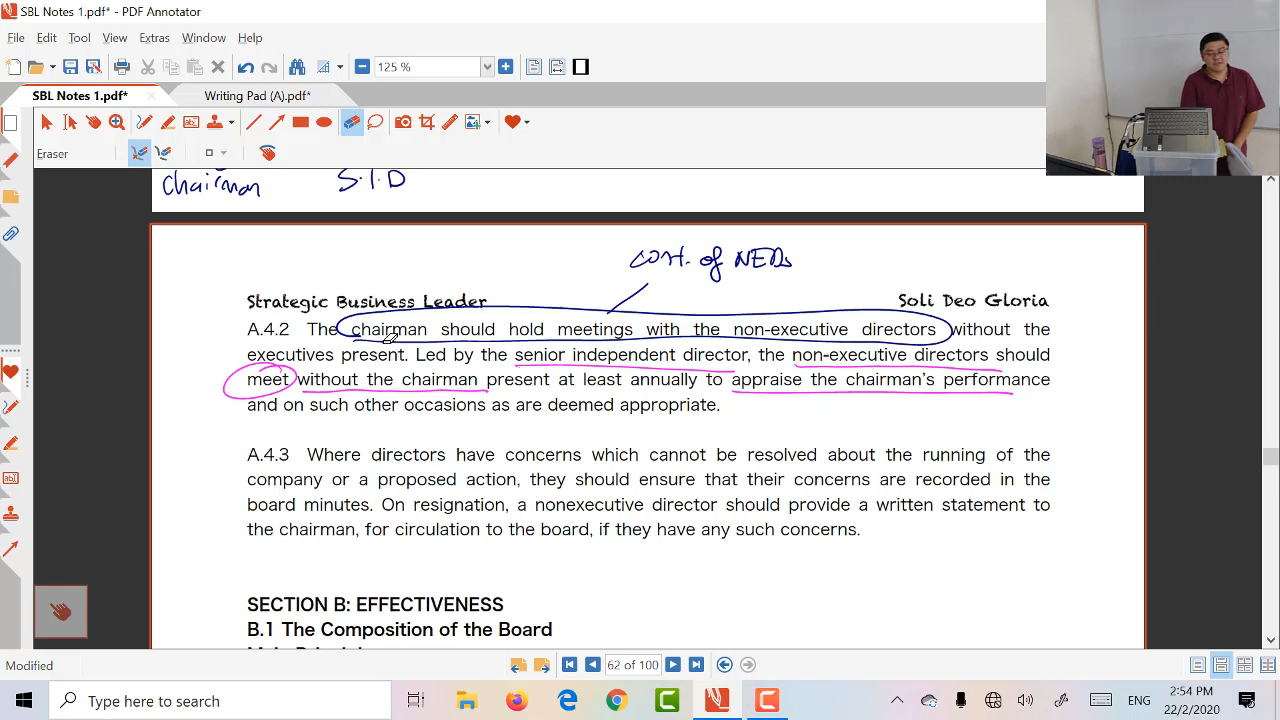 SBL Notes 1.pdf* - PDF Annotator
File Edit Tool View Extras Window Help
125 %
SBL Notes 1.pdf* Writing Pad (A).pdf*
Eraser
Chairman S.I.D
of NEDs
Strategic Business Leader Soli Deo Gloria
A.4.2 The chairman should hold meetings with the non-executive directors without the
executives present. Led by the senior independent director, the non-executive directors should
meet without the chairman present at least annually to appraise the chairman's performance
and on such other occasions as are deemed appropriate.
A.4.3 Where directors have concerns which cannot be resolved about the running of the
company or a proposed action, they should ensure that their concerns are recorded in the
board minutes. On resignation, a nonexecutive director should provide a written statement to
the chairman, for circulation to the board, if they have any such concerns.
SECTION B: EFFECTIVENESS
B.1 The Composition of the Board
Modified
62 of 100
Type here to search
ENG
2:54 PM
22/2/2020